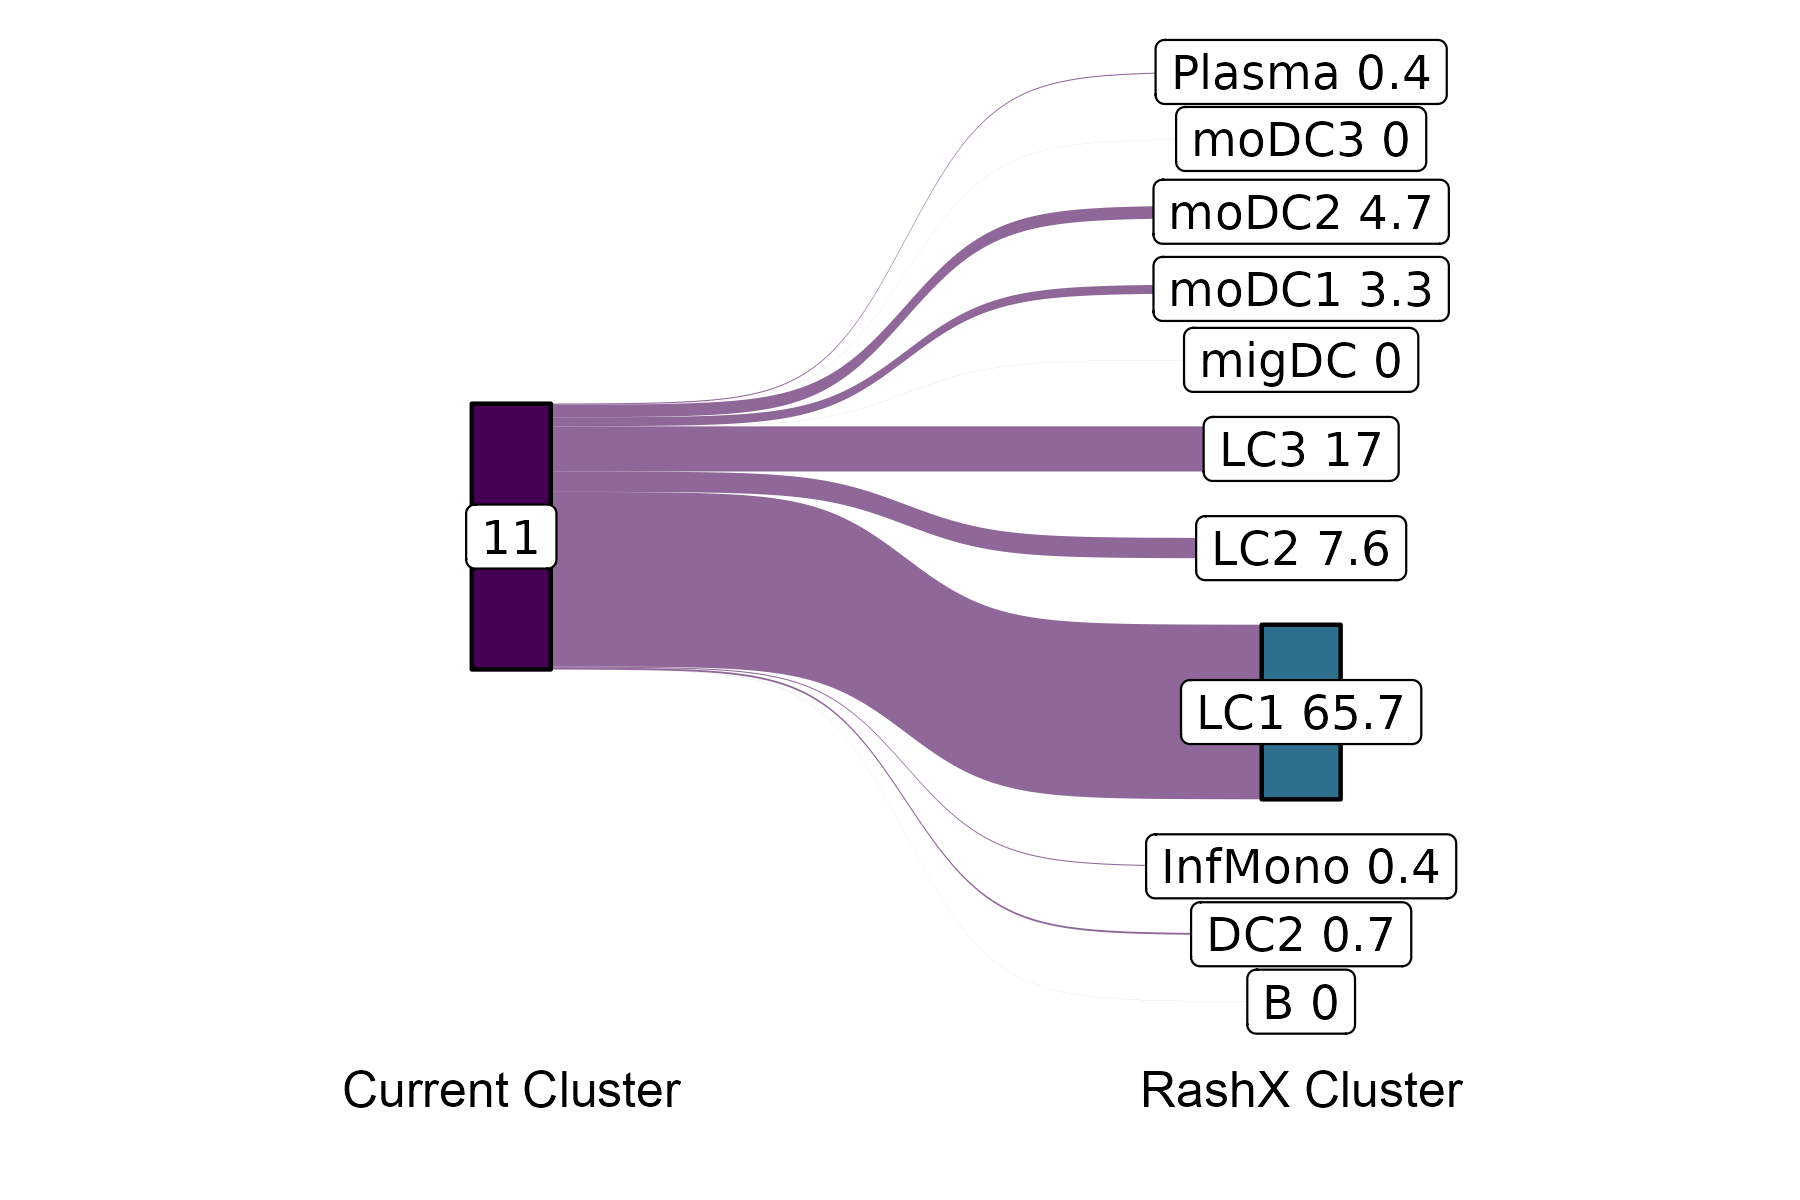 Plasma 0.4
moDC3 0
moDC2 4.7
moDC1 3.3
migDC 0
LC3 17
11
LC2 7.6
LC1 65.7
InfMono 0.4
DC2 0.7
B 0
Current Cluster
RashX Cluster